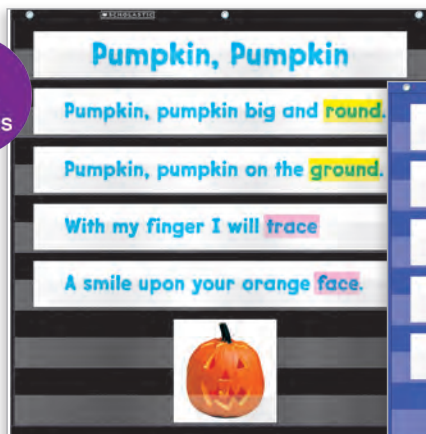 SCHOLASTIC
Pumpkin, Pumpkin
Pumpkin, pumpkin big and round.
s
Pumpkin, pumpkin on the ground.
With my finger I will trace
A smile upon your orange face.